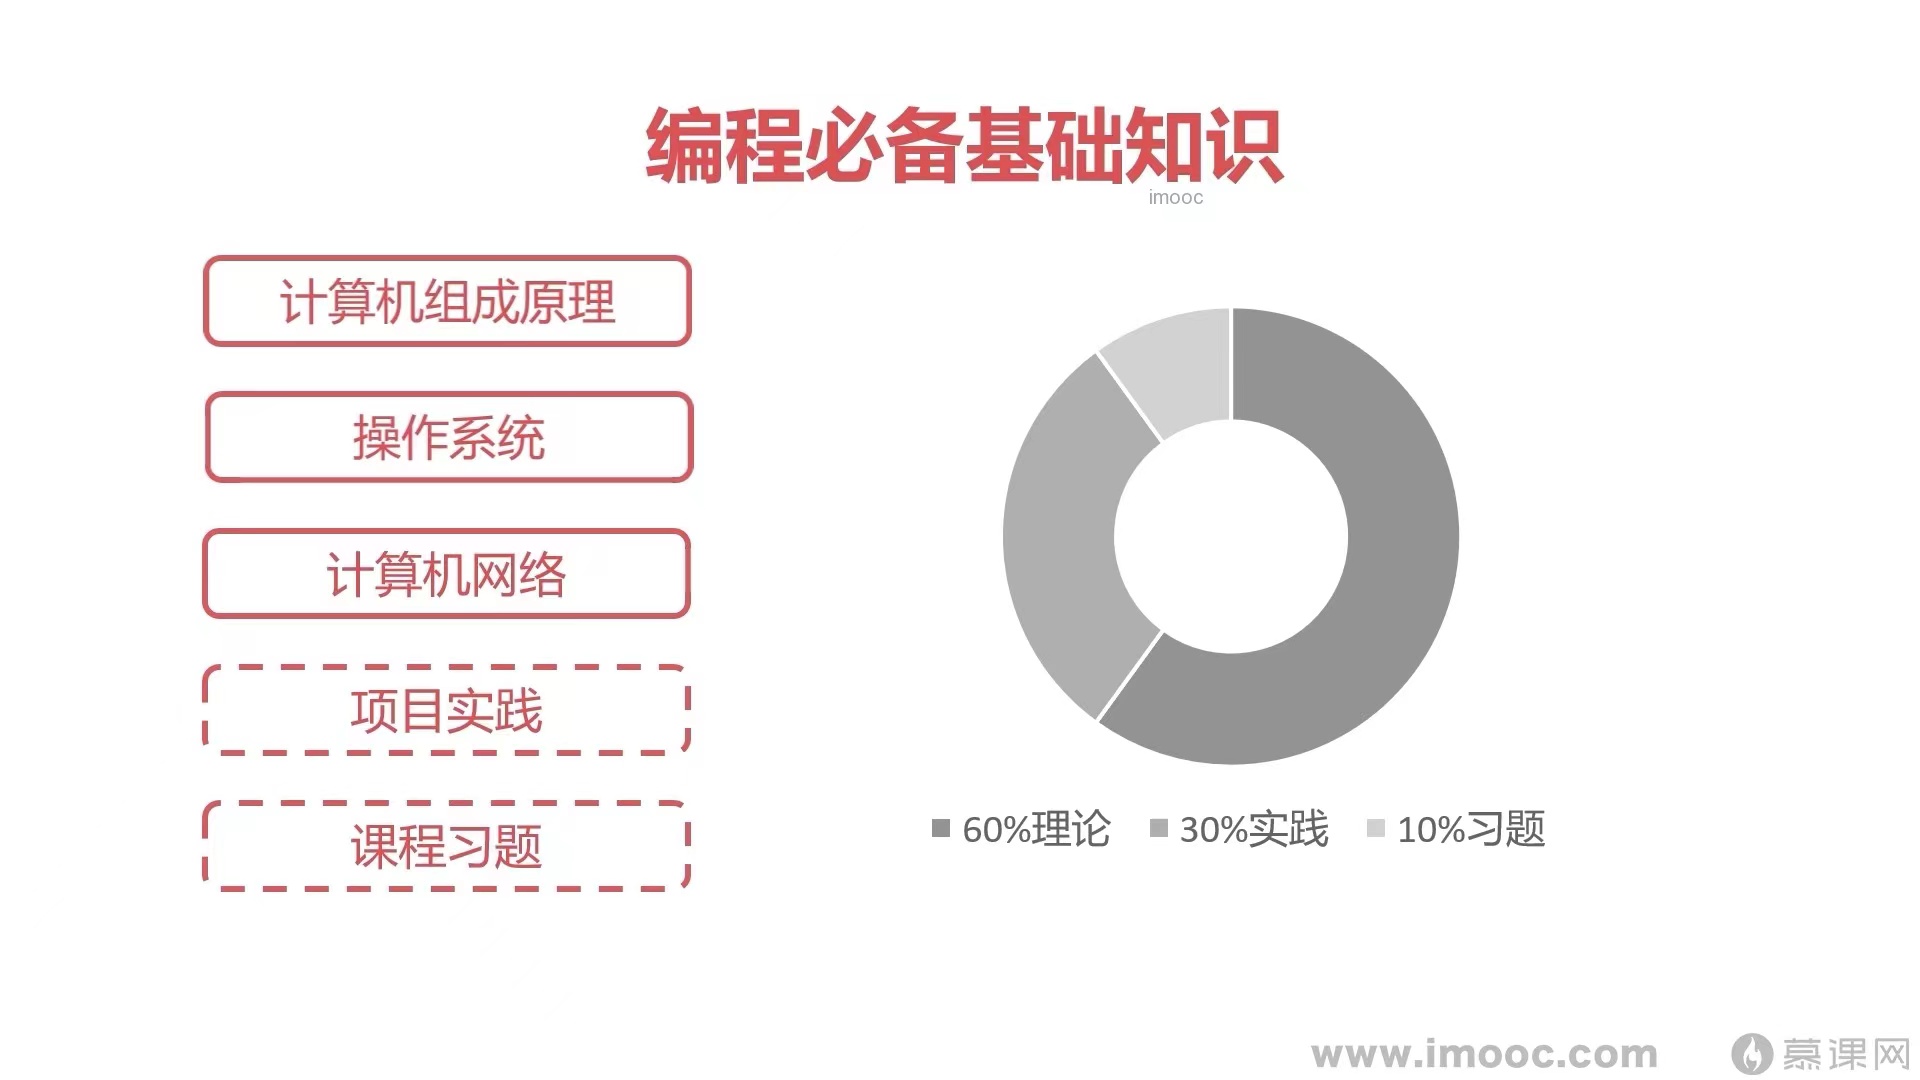 编程必备基础知识
imooc
计算机组成原理
操作系统
计算机网络
项目实践
课程习题
60%理论 30%实践 10%习题
www.imooc.com 慕课网